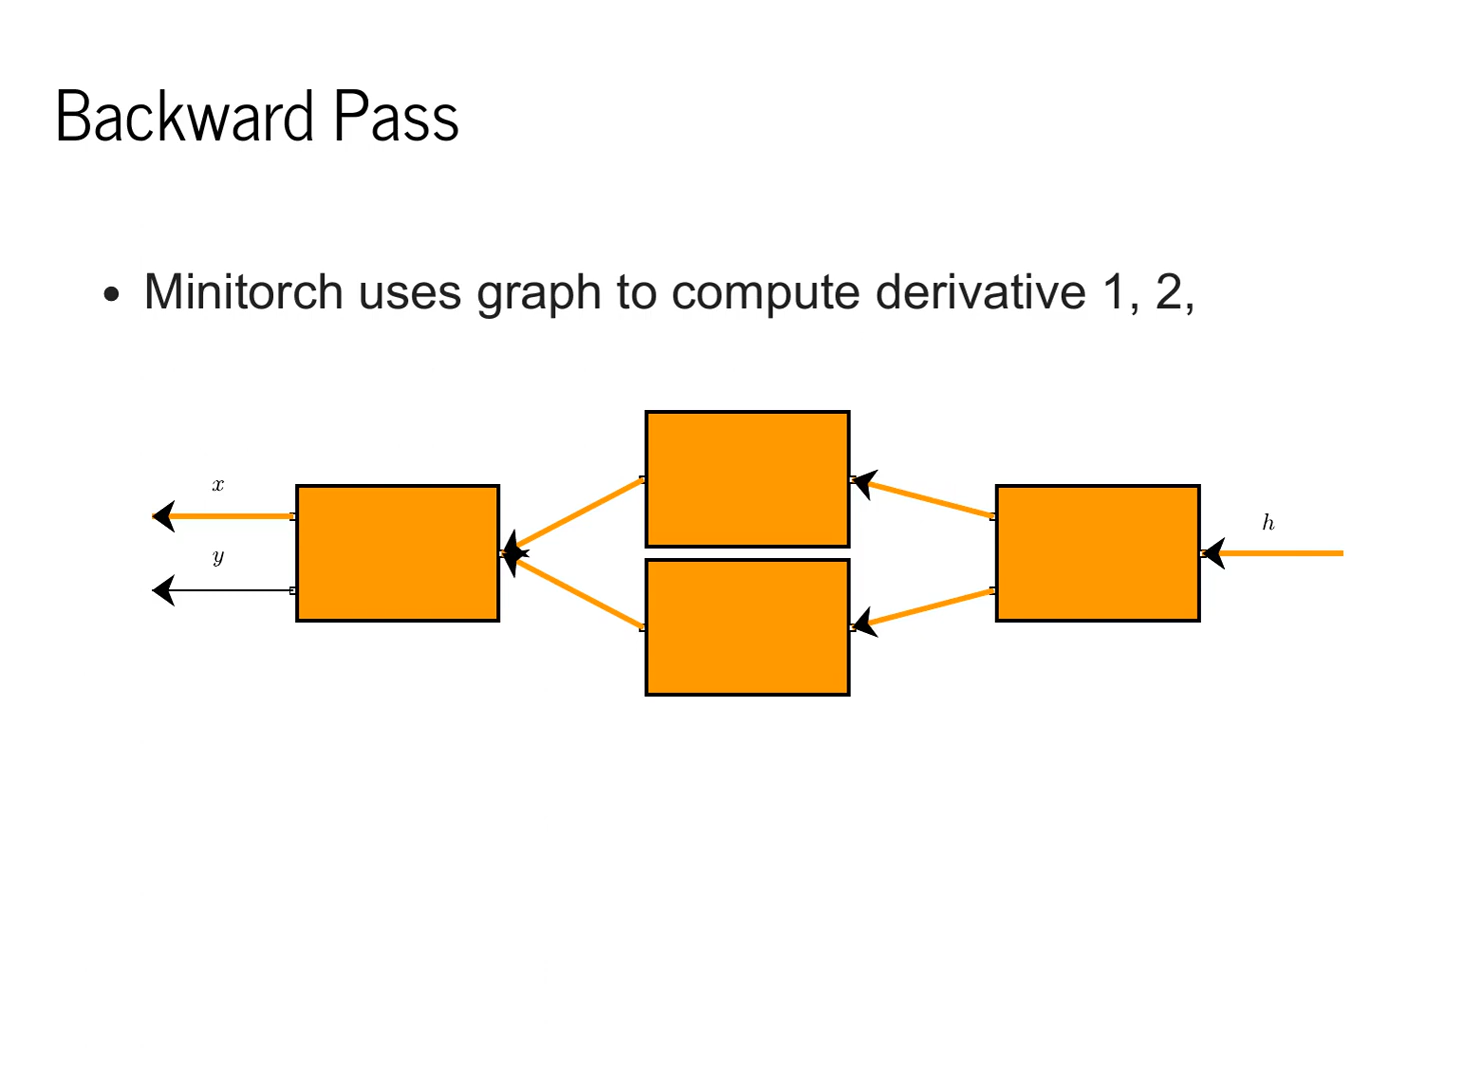 Backward Pass
• Minitorch uses graph to compute derivative 1, 2,
x
h
y